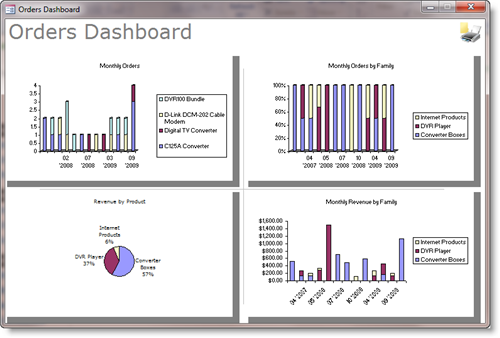 Orders Dashboard
Orders Dashboard
Monthly Orders
4
3.5
3
2.5
2
1.5
1
0.5
0
02 07 03 09
'2008 '2008 '2009 '2009
DVR100 Bundle
D-Link DCM-202 Cable
Modem
Digital TV Converter
C125A Converter
Monthly Orders by Family
100%
80%
60%
40%
20%
0%
04 06 07 10 04 09
'2007 '2008 '2008 '2008 '2009 '2009
Internet Products
DVR Player
Converter Boxes
Revenue by Product
Internet
Products
6%
DVR Player
37%
Converter
Boxes
57%
Monthly Revenue by Family
$1,600.00
$1,400.00
$1,200.00
$1,000.00
$800.00
$600.00
$400.00
$200.00
$0.00
04 '2007
07 '2008
10 '2008
04 '2009
09 '2009
Internet Products
DVR Player
Converter Boxes